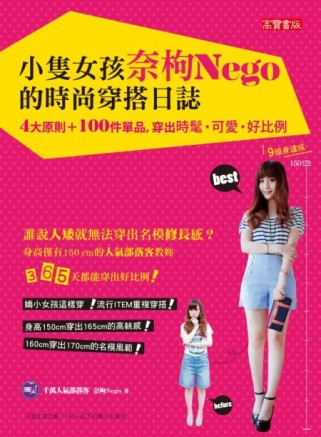 高寶書版
小隻女孩奈枸Nego
的時尚穿搭日誌
4大原則+100件單品,穿出時髦・可愛・好比例
9頭身達成
150cm
best
誰說人矮就無法穿出名模修長感?
身高僅有150cm的人氣部落客教妳
365天都能穿出好比例!
嬌小女孩這樣穿!流行ITEM重複穿搭!
身高150cm穿出165cm的高䠷感!
160cm穿出170cm的名模風範!
before
千萬人氣部落客 奈枸Nego 著